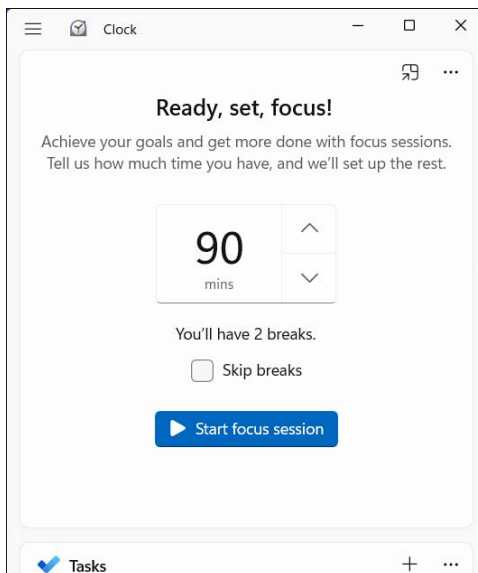 Clock
Ready, set, focus!
Achieve your goals and get more done with focus sessions.
Tell us how much time you have, and we'll set up the rest.
90
mins
You'll have 2 breaks.
Skip breaks
Start focus session
Tasks